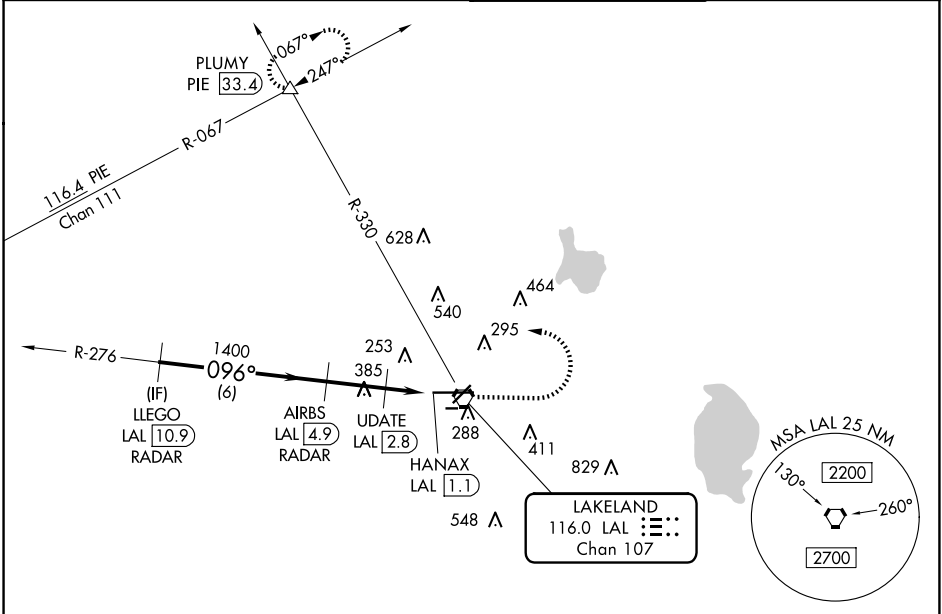 067°
247°
PLUMY
PIE 33.4
R-067
116.4 PIE
Chan 111
R-330
628
464
540
295
R-276
1400
096°
(6)
253
385
(IF)
LLEGO
LAL 10.9
RADAR
AIRBS
LAL 4.9
RADAR
UDATE
LAL 2.8
HANAX
LAL 1.1
288
411
829
548
LAKELAND
116.0 LAL
Chan 107
MSA LAL 25 NM
130°
2200
260°
2700